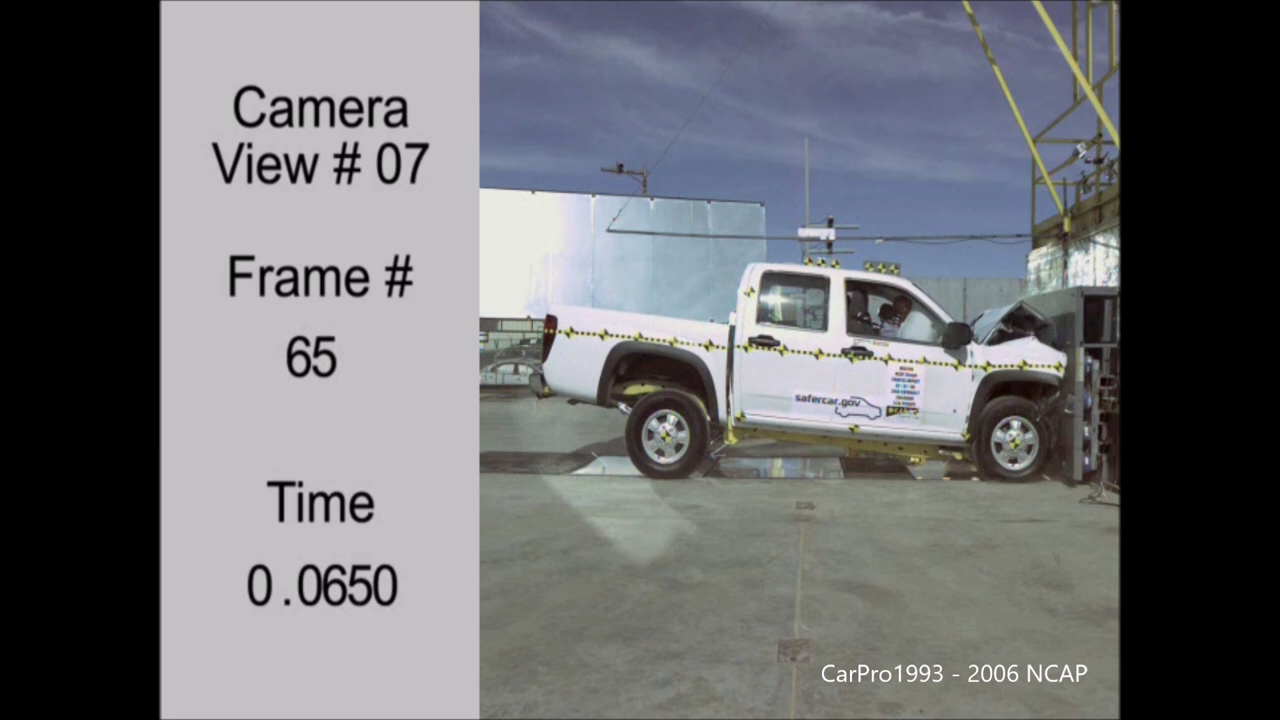 Camera
View # 07
Frame #
65
Time
0.0650
safercar.gov
CarPro1993 - 2006 NCAP